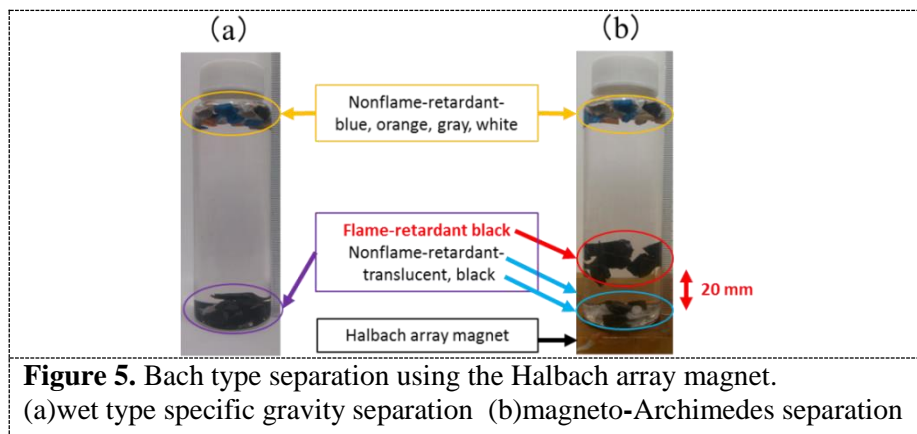 (a)
(b)
Nonflame-retardant-
blue, orange, gray, white
Flame-retardant black
Nonflame-retardant-
translucent, black
20 mm
Halbach array magnet
Figure 5. Bach type separation using the Halbach array magnet.
(a)wet type specific gravity separation (b)magneto-Archimedes separation